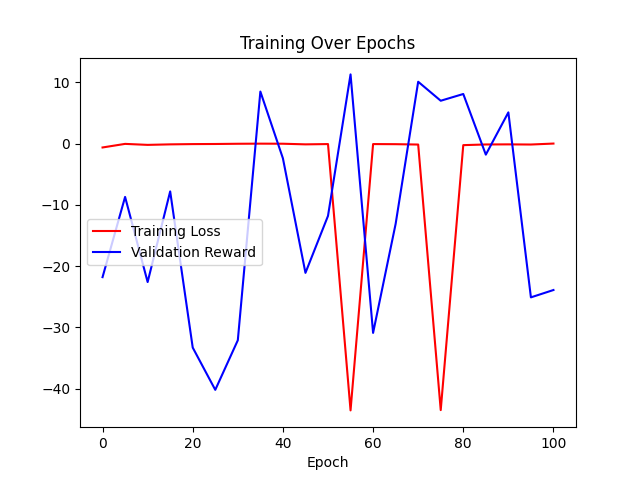 Training Over Epochs
10
0
−10
−20
−30
−40
Training Loss
Validation Reward
0 20 40 60 80 100
Epoch